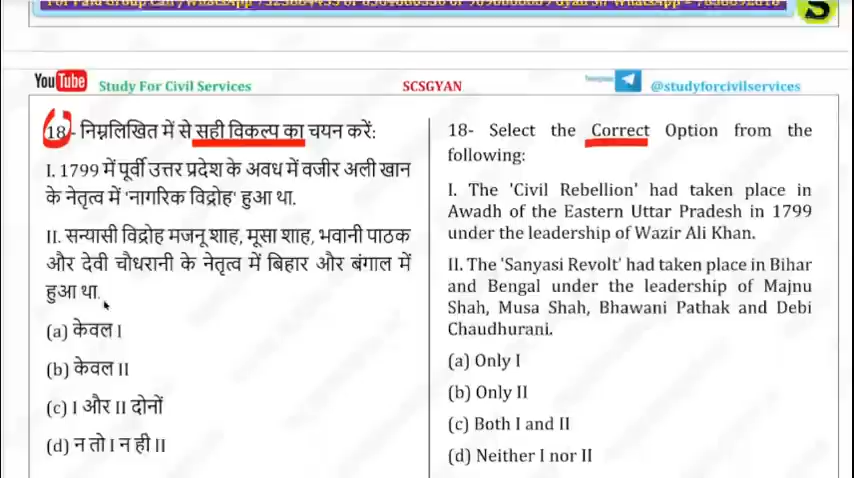 YouTube Study For Civil Services
SCSGYAN
@studyforcivilservices
18- निम्नलिखित में से सही विकल्प का चयन करें:
I. 1799 में पूर्वी उत्तर प्रदेश के अवध में वजीर अली खान
के नेतृत्व में 'नागरिक विद्रोह' हुआ था.
II. सन्यासी विद्रोह मजनू शाह, मूसा शाह, भवानी पाठक
और देवी चौधरानी के नेतृत्व में बिहार और बंगाल में
हुआ था.
(a) केवल I
(b) केवल II
(c) I और II दोनों
(d) न तो I न ही II
18- Select the Correct Option from the
following:
I. The 'Civil Rebellion' had taken place in
Awadh of the Eastern Uttar Pradesh in 1799
under the leadership of Wazir Ali Khan.
II. The 'Sanyasi Revolt' had taken place in Bihar
and Bengal under the leadership of Majnu
Shah, Musa Shah, Bhawani Pathak and Debi
Chaudhurani.
(a) Only I
(b) Only II
(c) Both I and II
(d) Neither I nor II